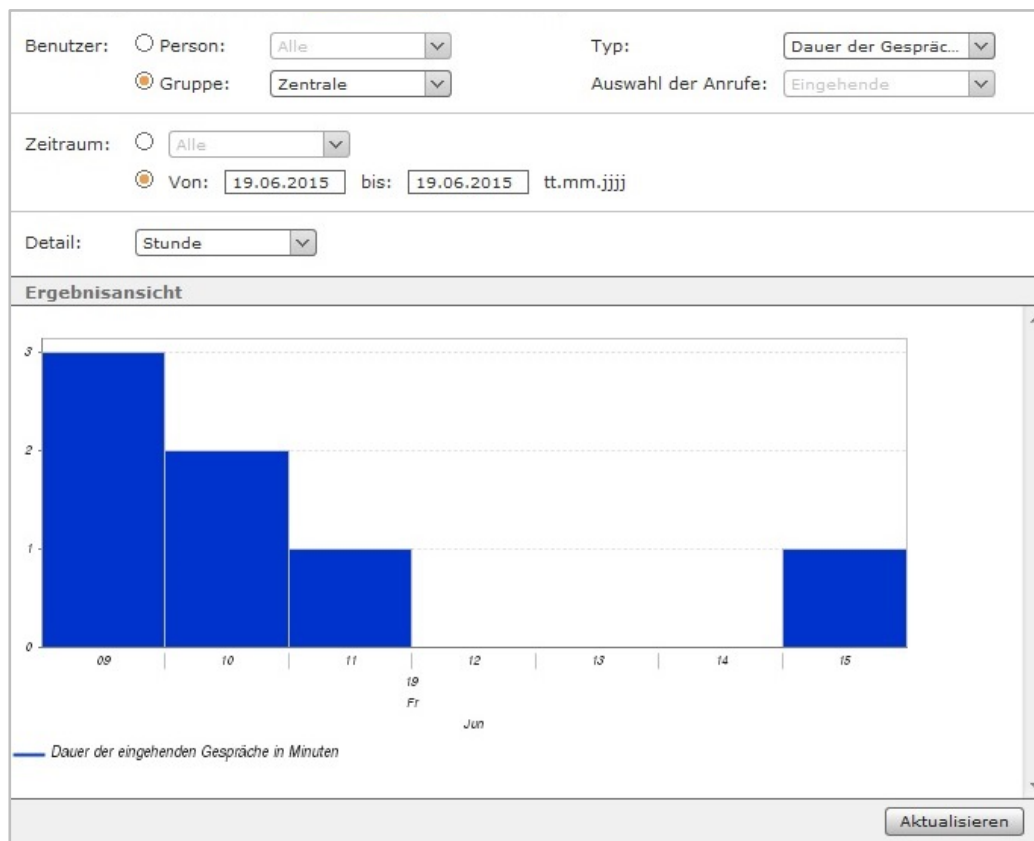 Benutzer: Person: Alle Typ: Dauer der Gespräc...
Gruppe: Zentrale Auswahl der Anrufe: Eingehende
Zeitraum: Alle
Von: 19.06.2015 bis: 19.06.2015 tt.mm.jjjj
Detail: Stunde
Ergebnisansicht
3
2
1
0
09 10 11 12 13 14 15
19
Fr
Jun
Dauer der eingehenden Gespräche in Minuten
Aktualisieren